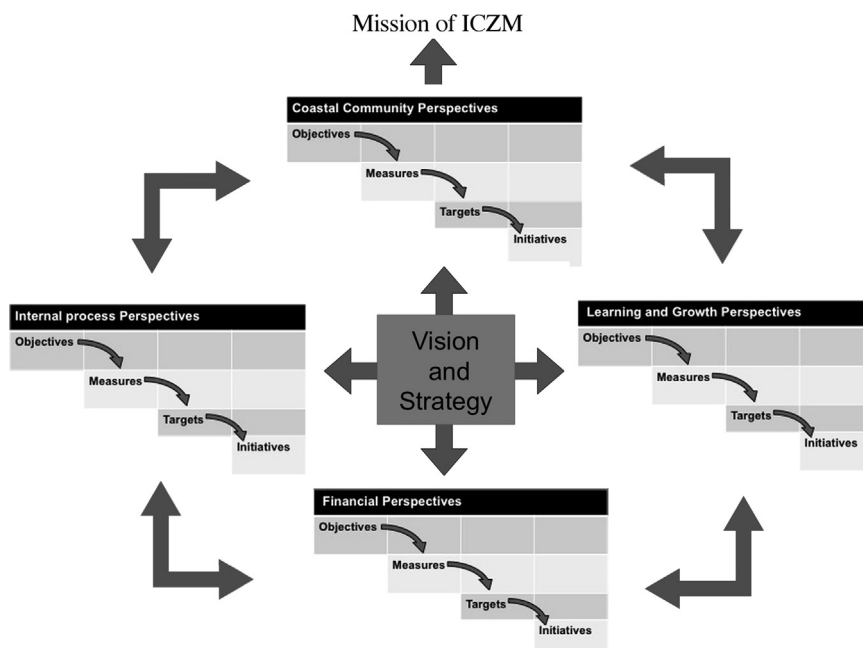 Mission of ICZM
Coastal Community Perspectives
Objectives
Measures
Targets
Initiatives
Internal process Perspectives
Objectives
Measures
Targets
Initiatives
Vision
and
Strategy
Learning and Growth Perspectives
Objectives
Measures
Targets
Initiatives
Financial Perspectives
Objectives
Measures
Targets
Initiatives